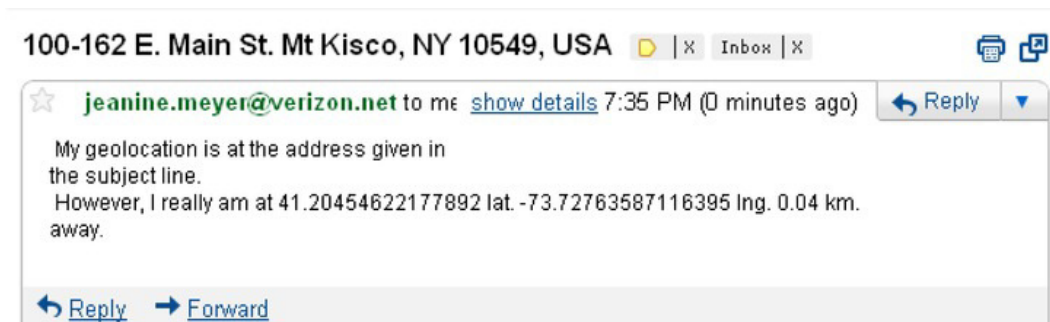 100-162 E. Main St. Mt Kisco, NY 10549, USA | X Inbox | X
jeanine.meyer@verizon.net to me show details 7:35 PM (0 minutes ago) Reply
My geolocation is at the address given in
the subject line.
However, I really am at 41.20454622177892 lat. -73.72763587116395 lng. 0.04 km.
away.
Reply Forward